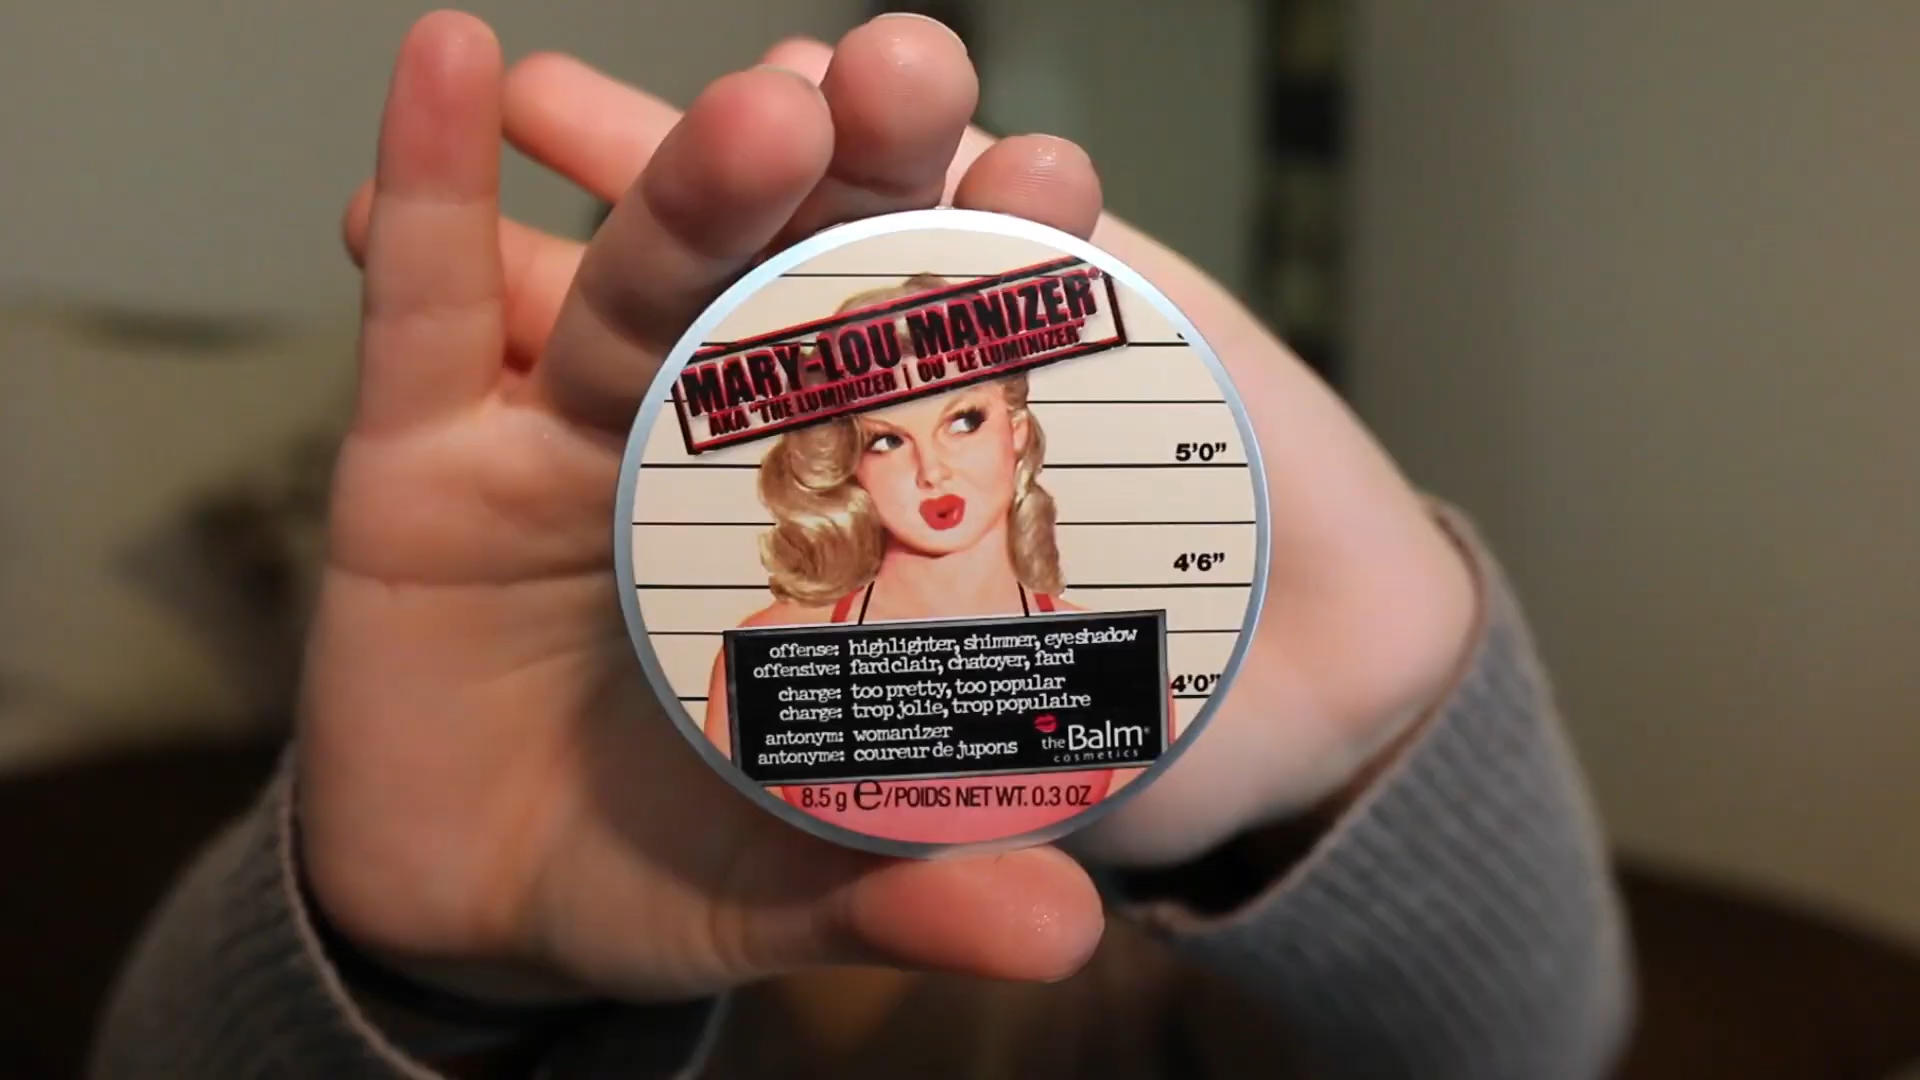 MARY-LOU MANIZER®
AKA "THE LUMINIZER | OU "LE LUMINIZER"
5'0"
4'6"
4'0"
offense: highlighter, shimmer, eyeshadow
offensive: fard clair, chatoyer, fard
charge: too pretty, too popular
charge: trop jolie, trop populaire
antonym: womanizer
antonyme: coureur de jupons
theBalm®
cosmetics
8.5 g e/POIDS NET WT. 0.3 OZ